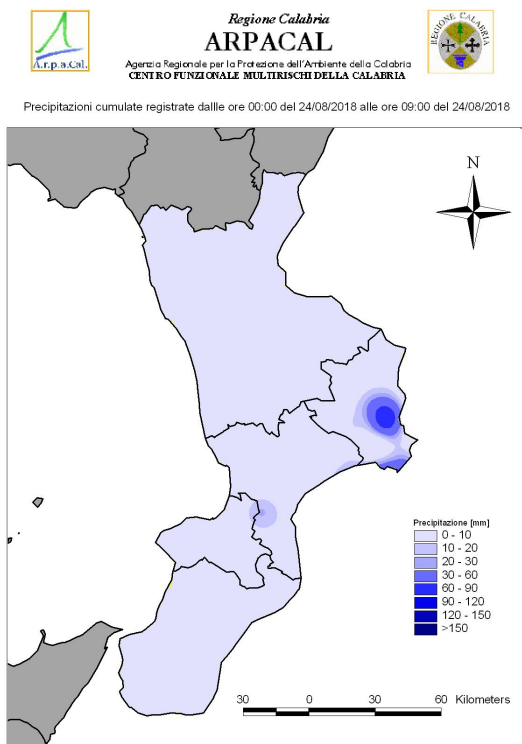 Regione Calabria
ARPACAL
Agenzia Regionale per la Protezione dell'Ambiente della Calabria
CENTRO FUNZIONALE MULTIRISCHI DELLA CALABRIA
A.r.p.a.Cal.
REGIONE CALABRIA
Precipitazioni cumulate registrate dallle ore 00:00 del 24/08/2018 alle ore 09:00 del 24/08/2018
N
Precipitazione [mm]
0 - 10
10 - 20
20 - 30
30 - 60
60 - 90
90 - 120
120 - 150
>150
30 0 30 60 Kilometers